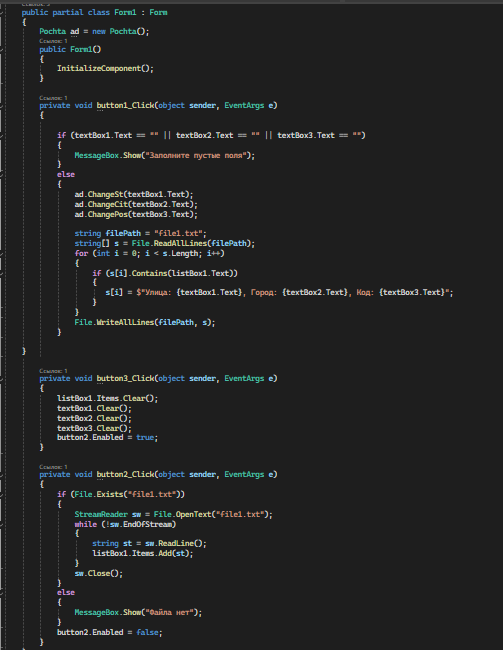 Ссылок: 3
public partial class Form1 : Form
{
Pochta ad = new Pochta();
Ссылок: 1
public Form1()
{
InitializeComponent();
}
Ссылок: 1
private void button1_Click(object sender, EventArgs e)
{
if (textBox1.Text == "" || textBox2.Text == "" || textBox3.Text == "")
{
MessageBox.Show("Заполните пустые поля");
}
else
{
ad.ChangeSt(textBox1.Text);
ad.ChangeCit(textBox2.Text);
ad.ChangePos(textBox3.Text);
string filePath = "file1.txt";
string[] s = File.ReadAllLines(filePath);
for (int i = 0; i < s.Length; i++)
{
if (s[i].Contains(listBox1.Text))
{
s[i] = $"Улица: {textBox1.Text}, Город: {textBox2.Text}, Код: {textBox3.Text}";
}
}
File.WriteAllLines(filePath, s);
}
}
Ссылок: 1
private void button3_Click(object sender, EventArgs e)
{
listBox1.Items.Clear();
textBox1.Clear();
textBox2.Clear();
textBox3.Clear();
button2.Enabled = true;
}
Ссылок: 1
private void button2_Click(object sender, EventArgs e)
{
if (File.Exists("file1.txt"))
{
StreamReader sw = File.OpenText("file1.txt");
while (!sw.EndOfStream)
{
string st = sw.ReadLine();
listBox1.Items.Add(st);
}
sw.Close();
}
else
{
MessageBox.Show("Файла нет");
}
button2.Enabled = false;
}